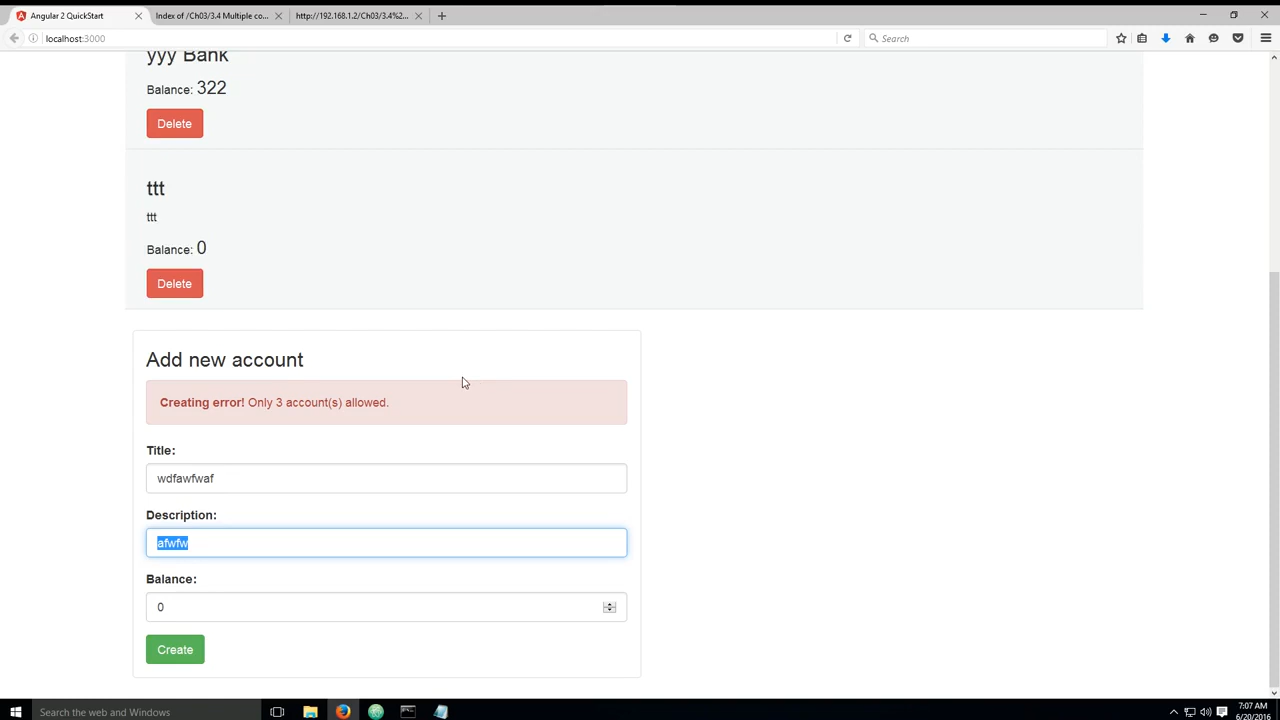 Angular 2 QuickStart
Index of /Ch03/3.4 Multiple co...
http://192.168.1.2/Ch03/3.4%2...
localhost:3000
Search
yyy Bank
Balance: 322
Delete
ttt
ttt
Balance: 0
Delete
Add new account
Creating error! Only 3 account(s) allowed.
Title:
wdfawfwaf
Description:
afwfw
Balance:
0
Create
Search the web and Windows
7:07 AM
6/20/2016